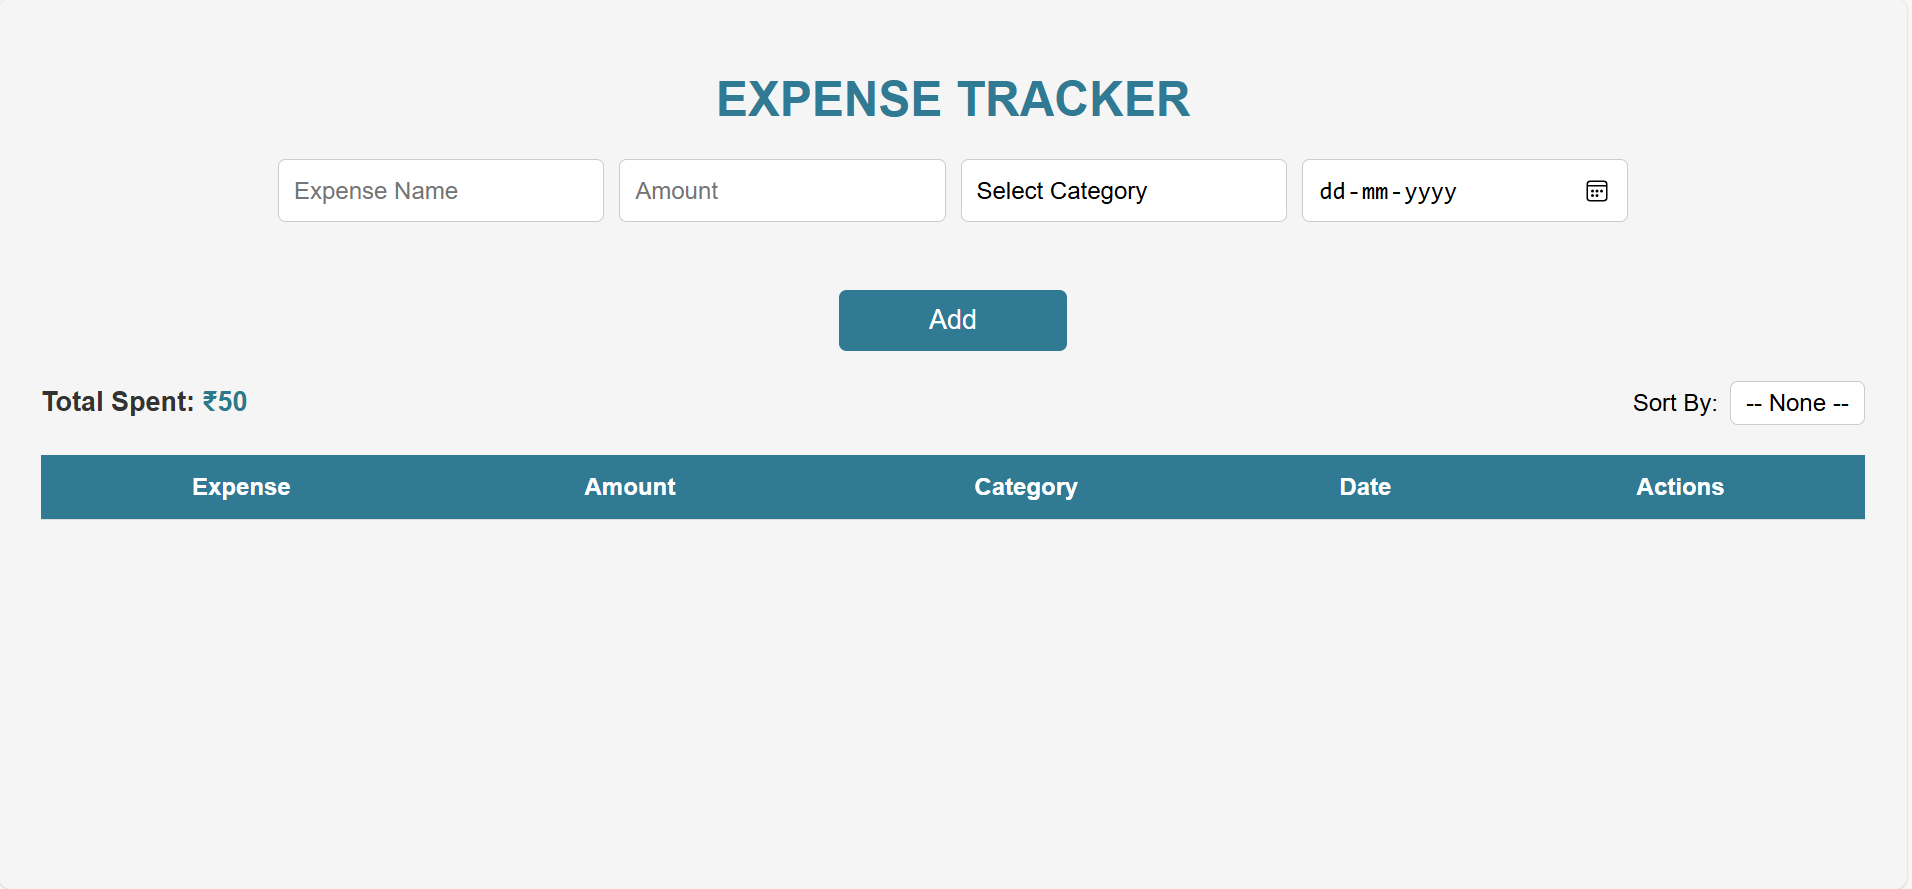 EXPENSE TRACKER
Expense Name Amount Select Category dd-mm-yyyy
Add
Total Spent: ₹50 Sort By: -- None --
Expense Amount Category Date Actions